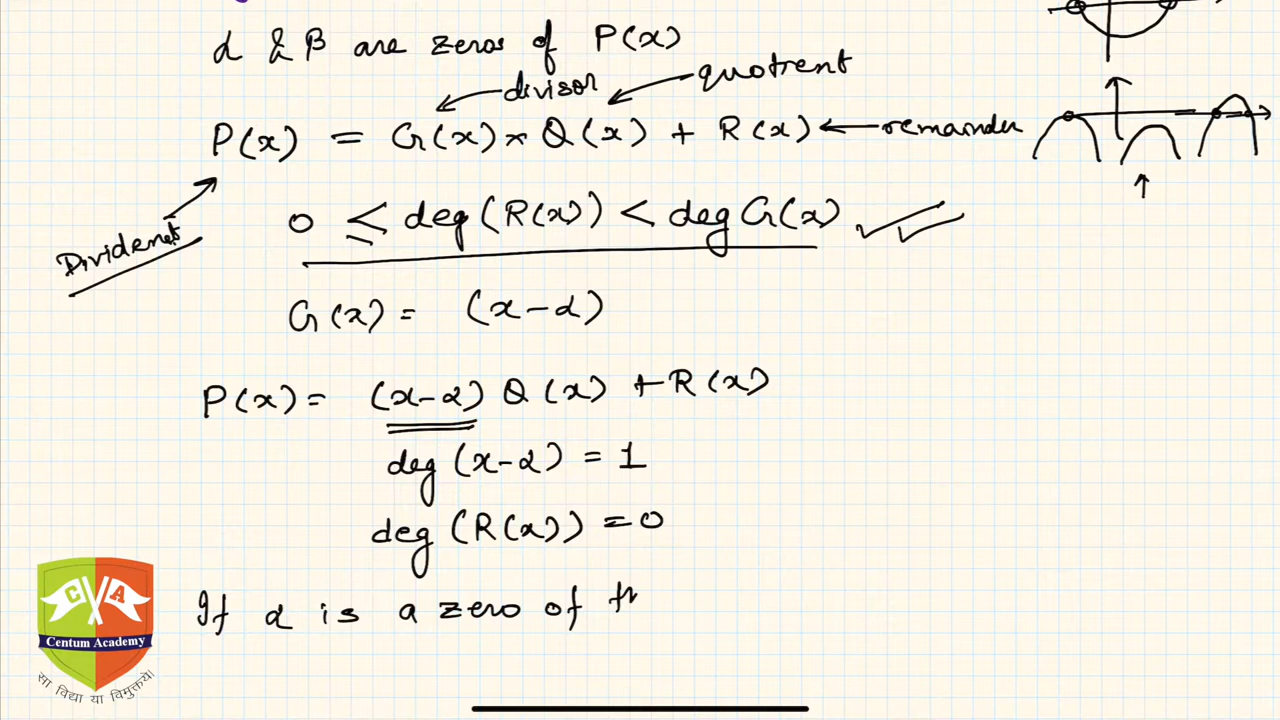 α & β are zeros of P(x)
divisor
quotient
P(x) = G(x) × Q(x) + R(x) ← remainder
Dividend
0 ≤ deg(R(x)) < deg G(x)
G(x) = (x-α)
P(x) = (x-α) Q(x) + R(x)
deg (x-α) = 1
deg (R(x)) = 0
If α is a zero of
C A
Centum Academy
सा विद्या या विमुक्तये।